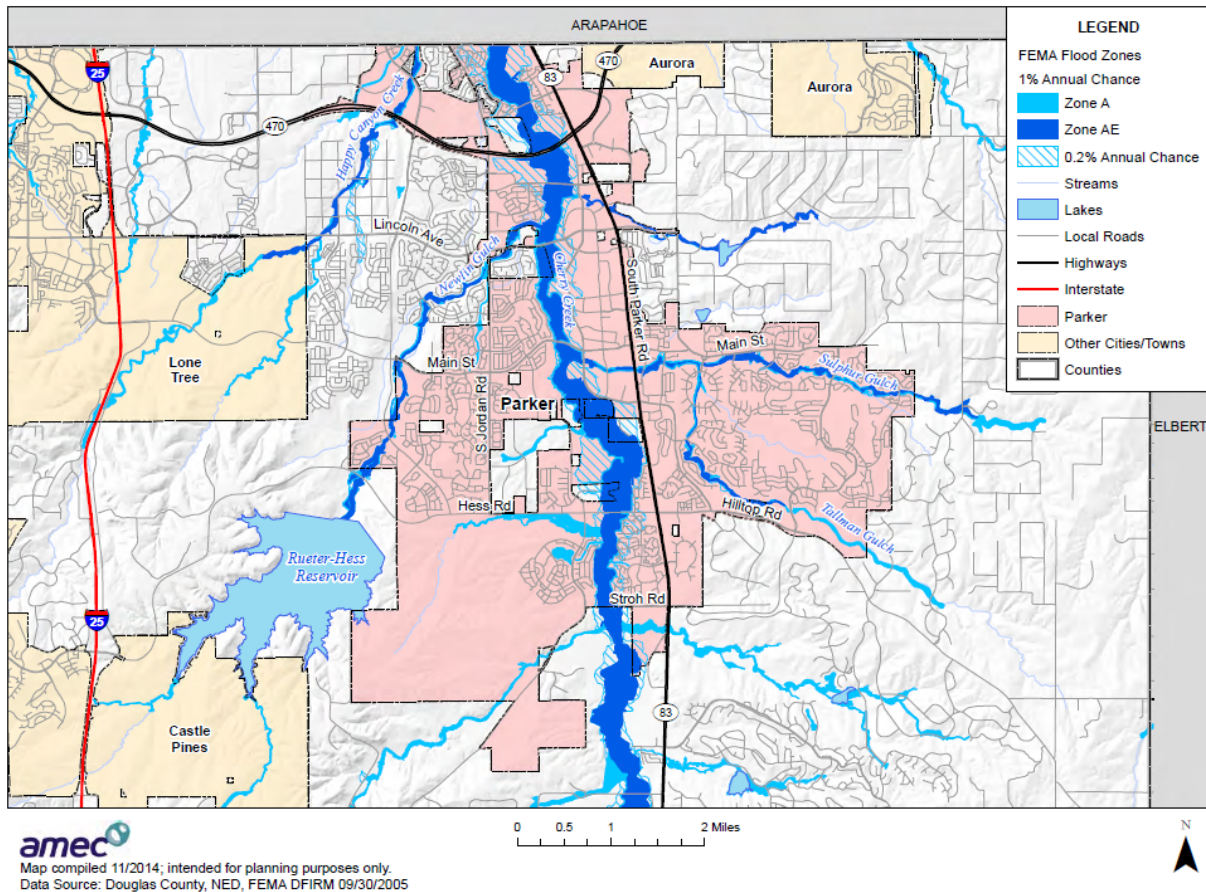 ARAPAHOE
LEGEND
FEMA Flood Zones
1% Annual Chance
Zone A
Zone AE
0.2% Annual Chance
Streams
Lakes
Local Roads
Highways
Interstate
Parker
Other Cities/Towns
Counties
25
470
83
470
Aurora
Aurora
Happy Canyon Creek
Lincoln Ave
Newlin Gulch
Cherry Creek
South Parker Rd
Lone
Tree
Main St
Main St
Sulphur Gulch
S Jordan Rd
Parker
ELBERT
Hess Rd
Hilltop Rd
Tallman Gulch
Rueter-Hess
Reservoir
Stroh Rd
25
83
Castle
Pines
0 0.5 1 2 Miles
N
amec
Map compiled 11/2014; intended for planning purposes only.
Data Source: Douglas County, NED, FEMA DFIRM 09/30/2005